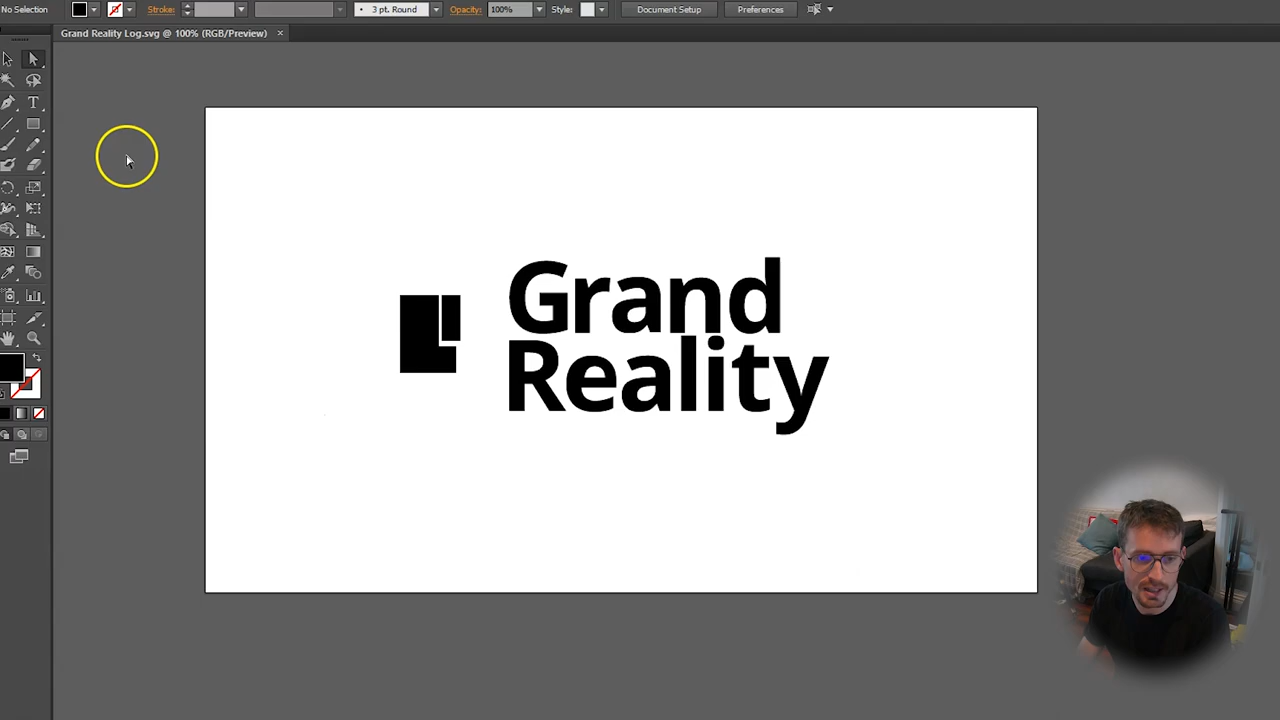 No Selection
Stroke:
3 pt. Round
Opacity:
100%
Style:
Document Setup
Preferences
Grand Reality Log.svg @ 100% (RGB/Preview)
Grand
Reality